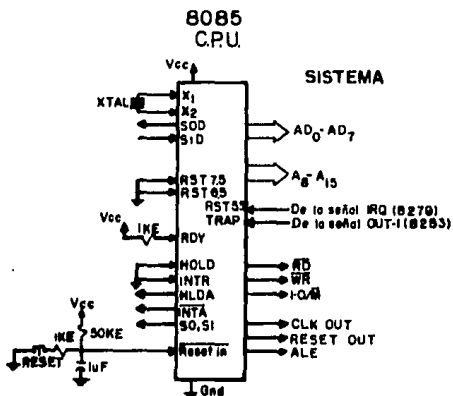 8085
C.P.U.
Vcc
SISTEMA
XTAL
X1
X2
SOD
SID
AD0-AD7
A8-A15
RST 7.5
RST 6.5
RST 5.5
De la señal IRQ (8279)
TRAP
De la señal OUT-1 (8253)
Vcc
1KE
RDY
HOLD
INTR
HLDA
INTA
S0,S1
RD
WR
I-O/M
Vcc
50KE
1KE
RESET
1uF
Reset in
CLK OUT
RESET OUT
ALE
Gnd